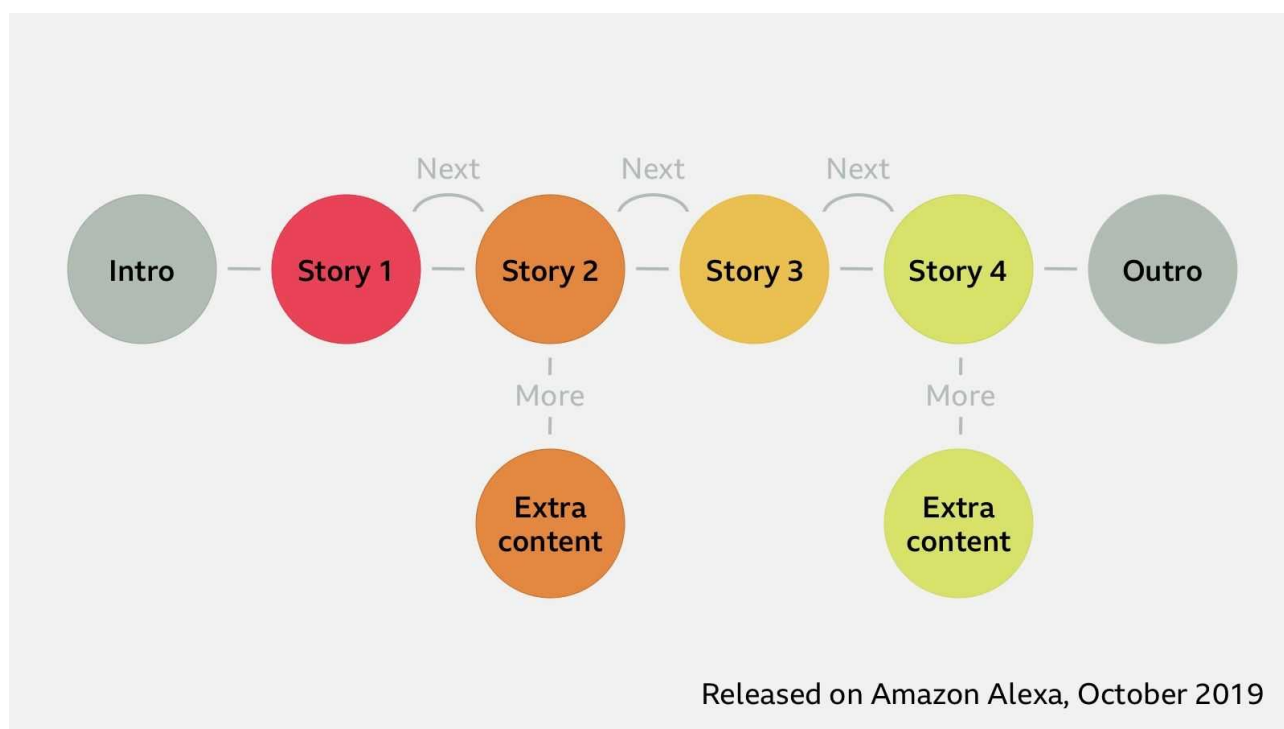 Next
Next
Next
Intro
Story 1
Story 2
Story 3
Story 4
Outro
More
More
Extra
content
Extra
content
Released on Amazon Alexa, October 2019